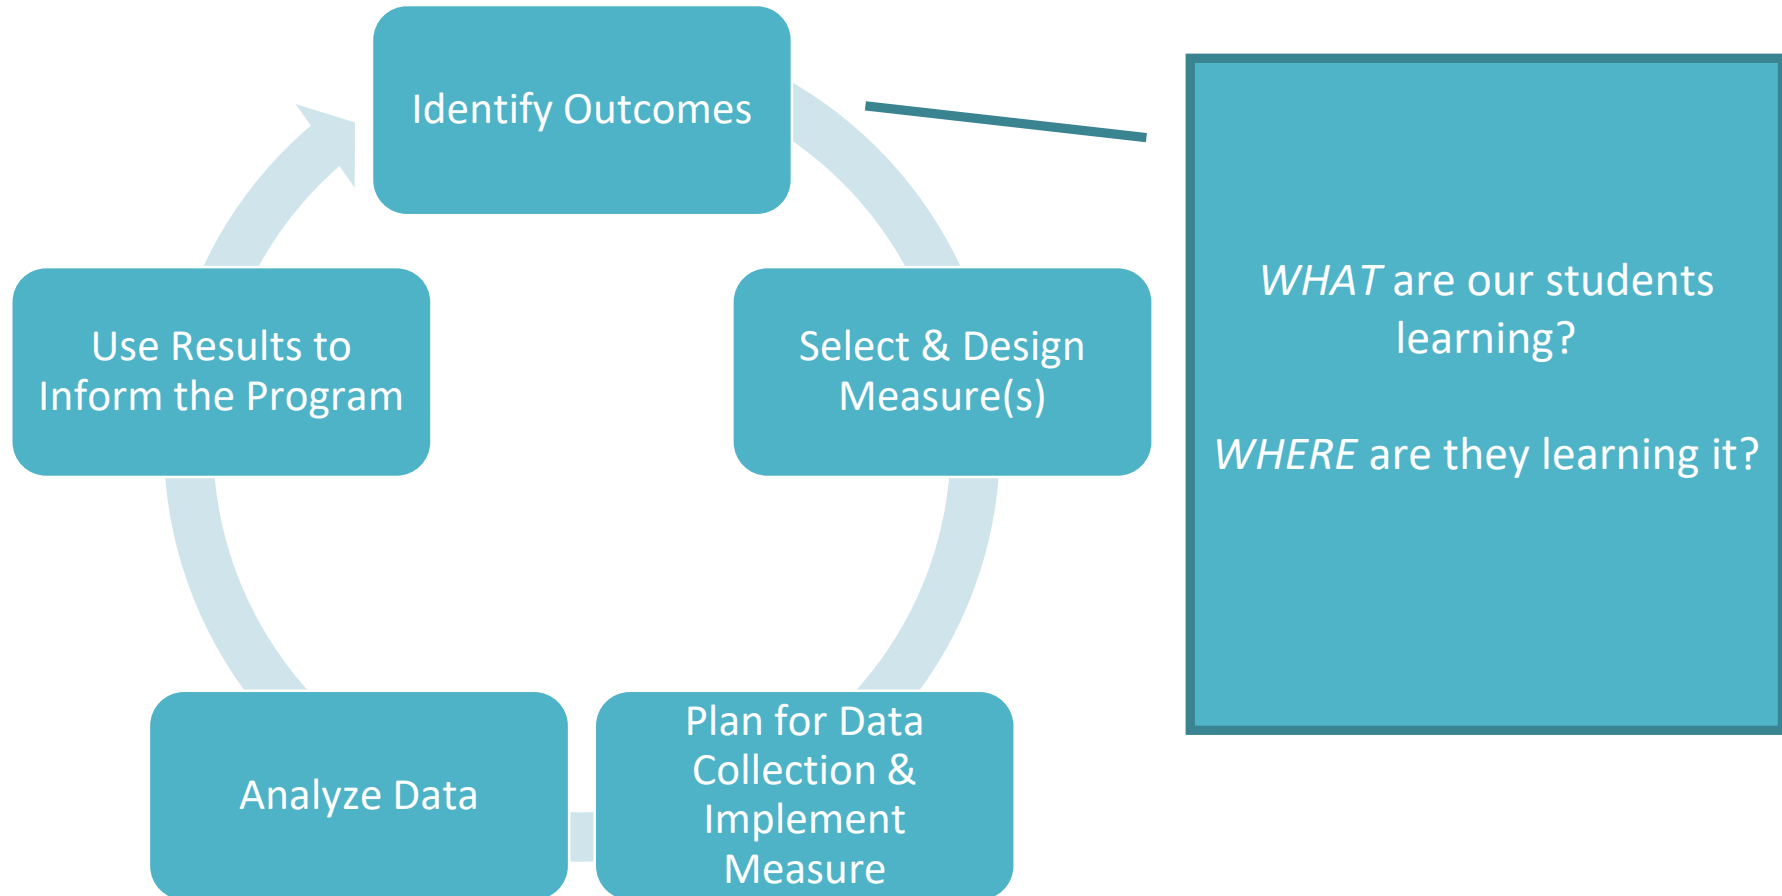 Identify Outcomes
Select & Design
Measure(s)
Plan for Data
Collection &
Implement
Measure
Analyze Data
Use Results to
Inform the Program
WHAT are our students
learning?
WHERE are they learning it?